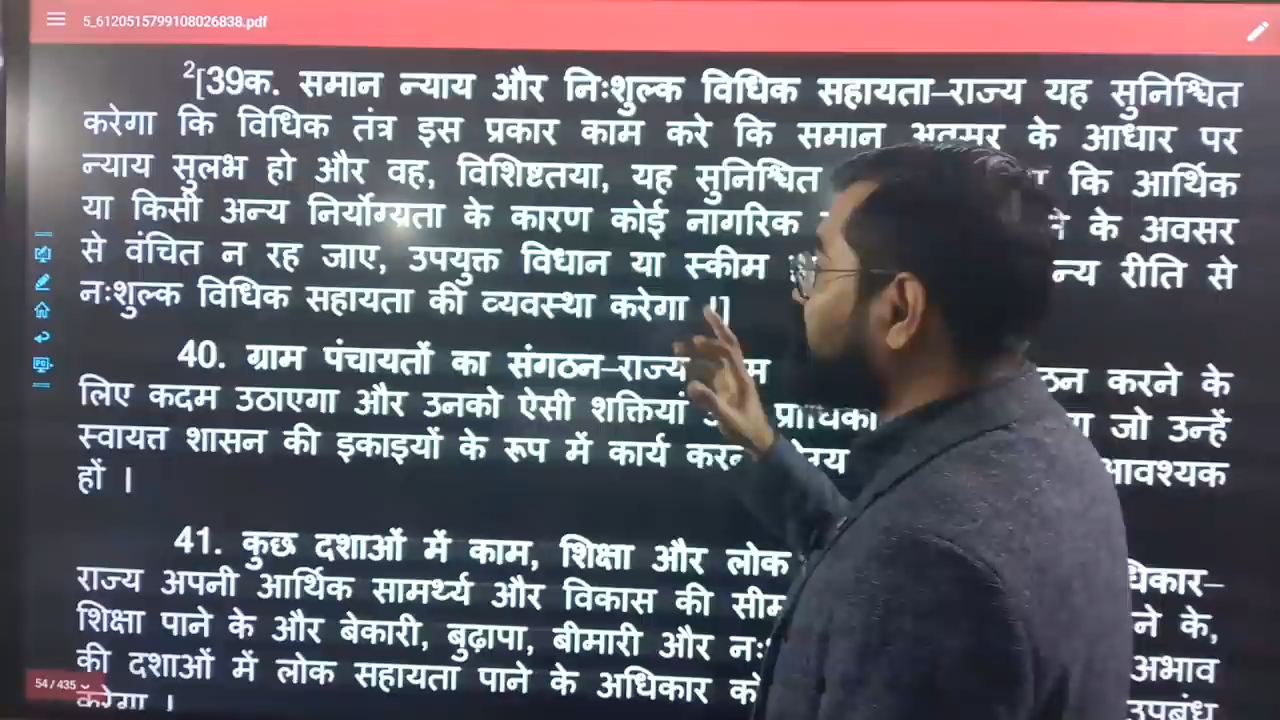 5_6120515799108026838.pdf
2[39क. समान न्याय और निःशुल्क विधिक सहायता–राज्य यह सुनिश्चित
करेगा कि विधिक तंत्र इस प्रकार काम करे कि समान अवसर के आधार पर
न्याय सुलभ हो और वह, विशिष्टतया, यह सुनिश्चित कि आर्थिक
या किसी अन्य निर्योग्यता के कारण कोई नागरिक के अवसर
से वंचित न रह जाए, उपयुक्त विधान या स्कीम रीति से
नःशुल्क विधिक सहायता की व्यवस्था करेगा ।]
40. ग्राम पंचायतों का संगठन–राज्य करने के
लिए कदम उठाएगा और उनको ऐसी शक्तियां जो उन्हें
स्वायत्त शासन की इकाइयों के रूप में कार्य आवश्यक
हों ।
41. कुछ दशाओं में काम, शिक्षा और लोक
राज्य अपनी आर्थिक सामर्थ्य और विकास की के,
शिक्षा पाने के और बेकारी, बुढ़ापा, बीमारी और अभाव
की दशाओं में लोक सहायता पाने के अधिकार उपबंध
करेगा ।
54 / 435